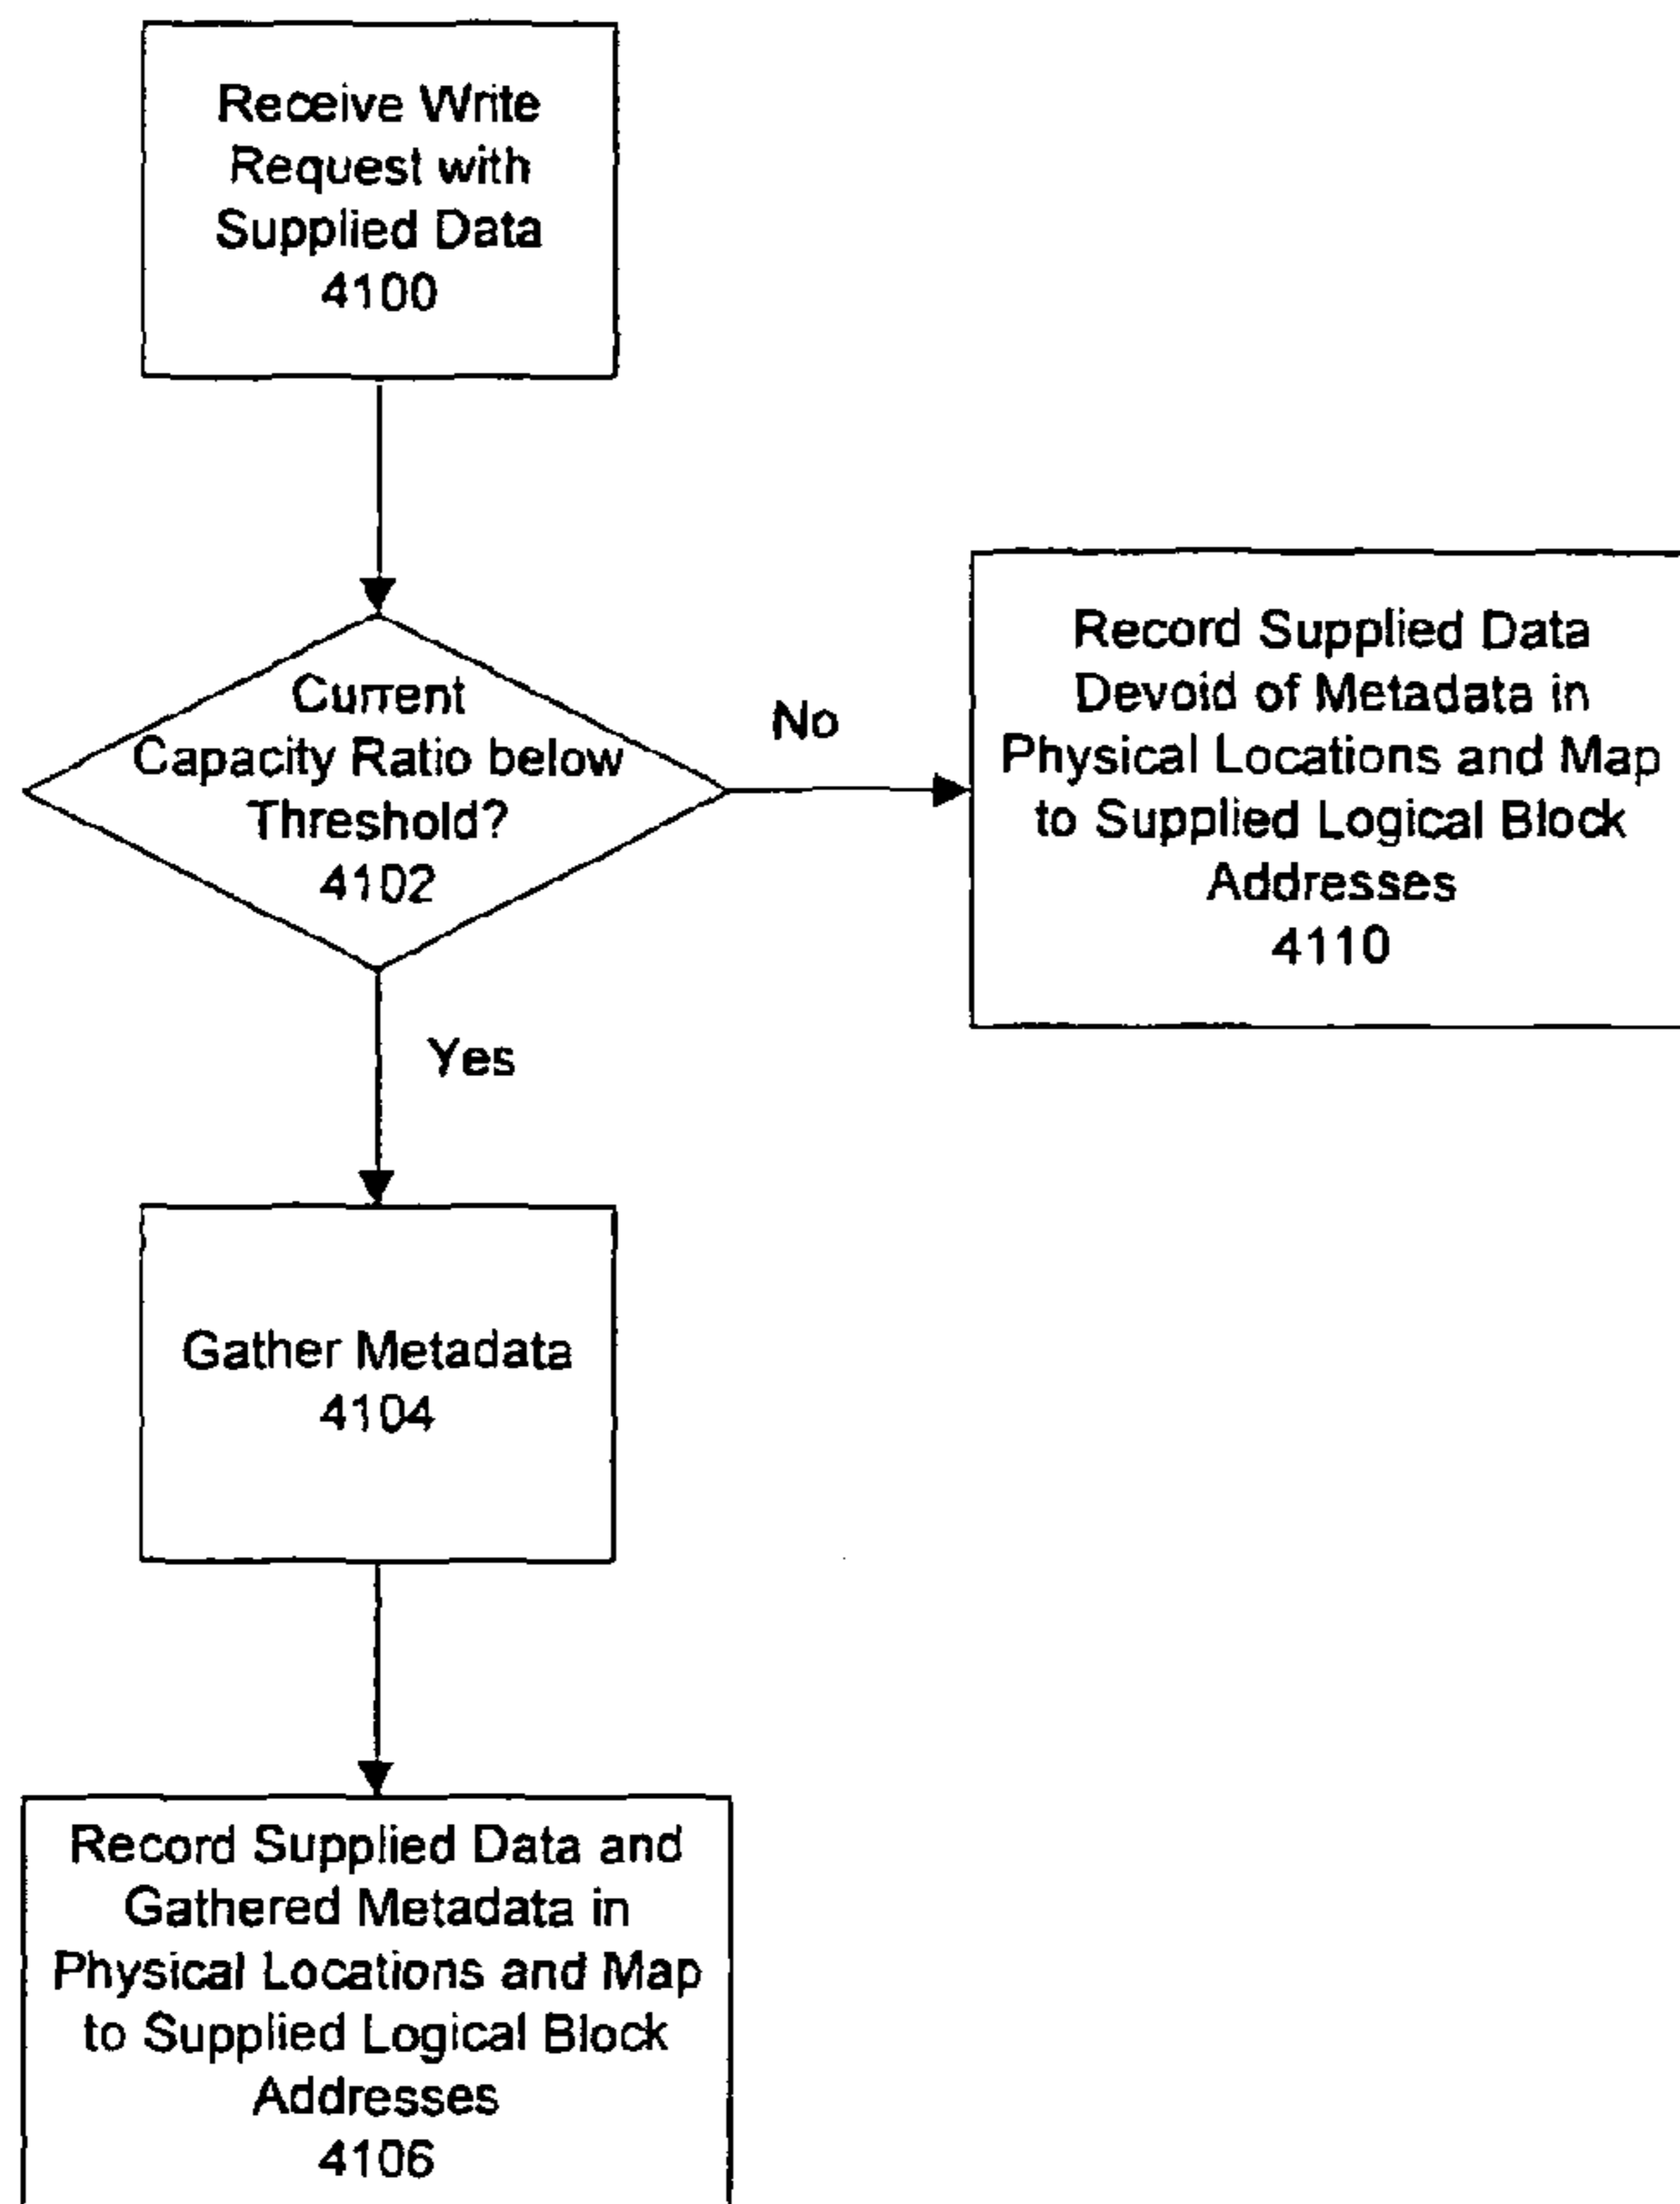 Receive Write
Request with
Supplied Data
4100
Current
Capacity Ratio below
Threshold?
4102
No
Record Supplied Data
Devoid of Metadata in
Physical Locations and Map
to Supplied Logical Block
Addresses
4110
Yes
Gather Metadata
4104
Record Supplied Data and
Gathered Metadata in
Physical Locations and Map
to Supplied Logical Block
Addresses
4106